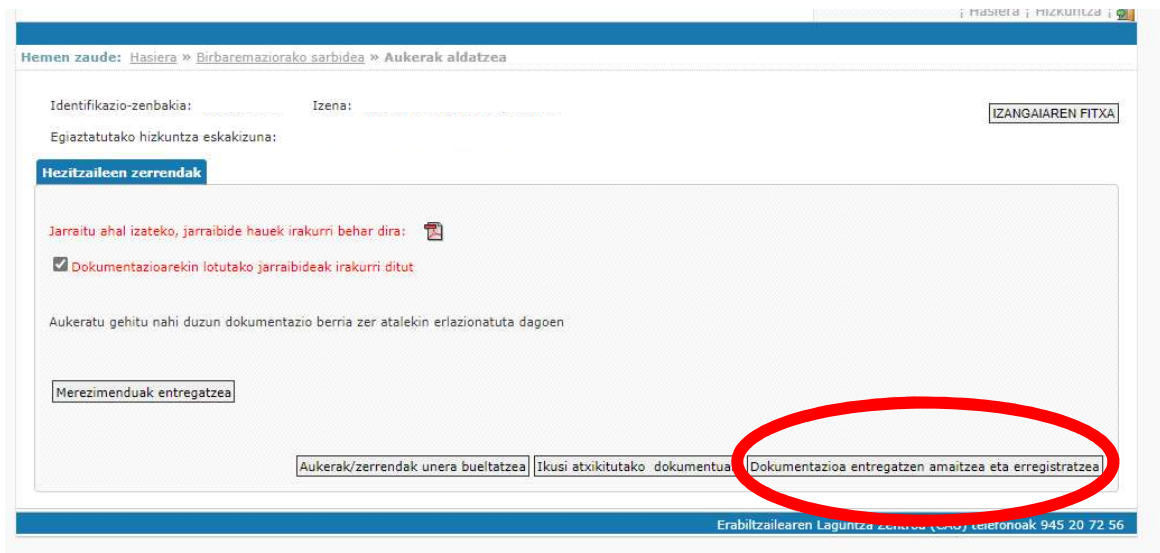 ¡ Hasiera ¡ Hizkuntza ¡
Hemen zaude: Hasiera » Birbaremaziorako sarbidea » Aukerak aldatzea
Identifikazio-zenbakia: Izena:
IZANGAIAREN FITXA
Egiaztatutako hizkuntza eskakizuna:
Hezitzaileen zerrendak
Jarraitu ahal izateko, jarraibide hauek irakurri behar dira:
Dokumentazioarekin lotutako jarraibideak irakurri ditut
Aukeratu gehitu nahi duzun dokumentazio berria zer atalekin erlazionatuta dagoen
Merezimenduak entregatzea
Aukerak/zerrendak unera bueltatzea Ikusi atxikitutako dokumentua Dokumentazioa entregatzen amaitzea eta erregistratzea
Erabiltzailearen Laguntza Zentroa (CAU) telefonoak 945 20 72 56